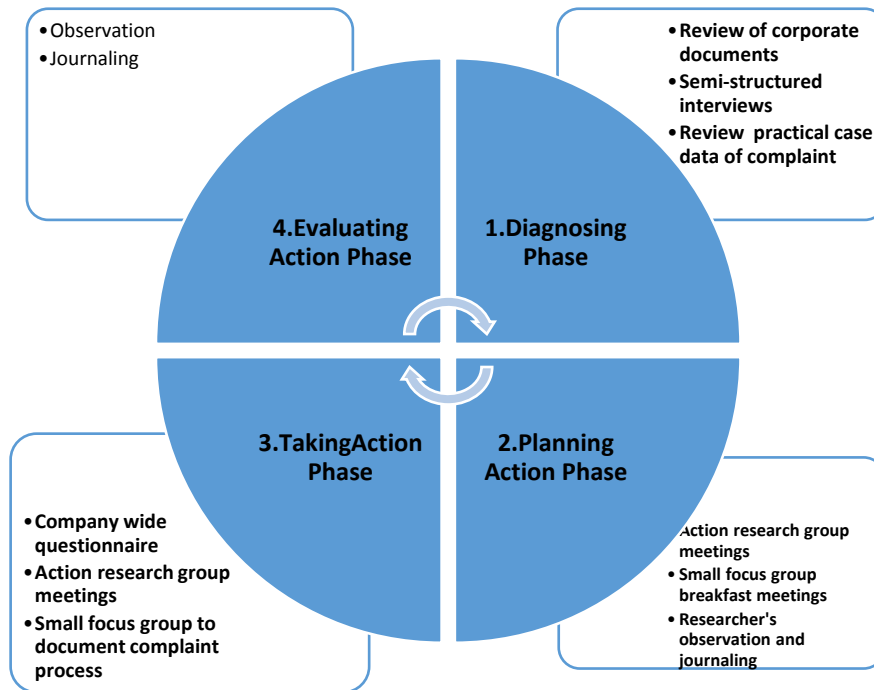 • Observation
• Journaling
• Review of corporate
documents
• Semi-structured
interviews
• Review  practical case
data of complaint
4.Evaluating
Action Phase
1.Diagnosing
Phase
3.TakingAction
Phase
2.Planning
Action Phase
• Company wide
questionnaire
• Action research group
meetings
• Small focus group to
document complaint
process
Action research group
meetings
• Small focus group
breakfast meetings
• Researcher's
observation and
journaling